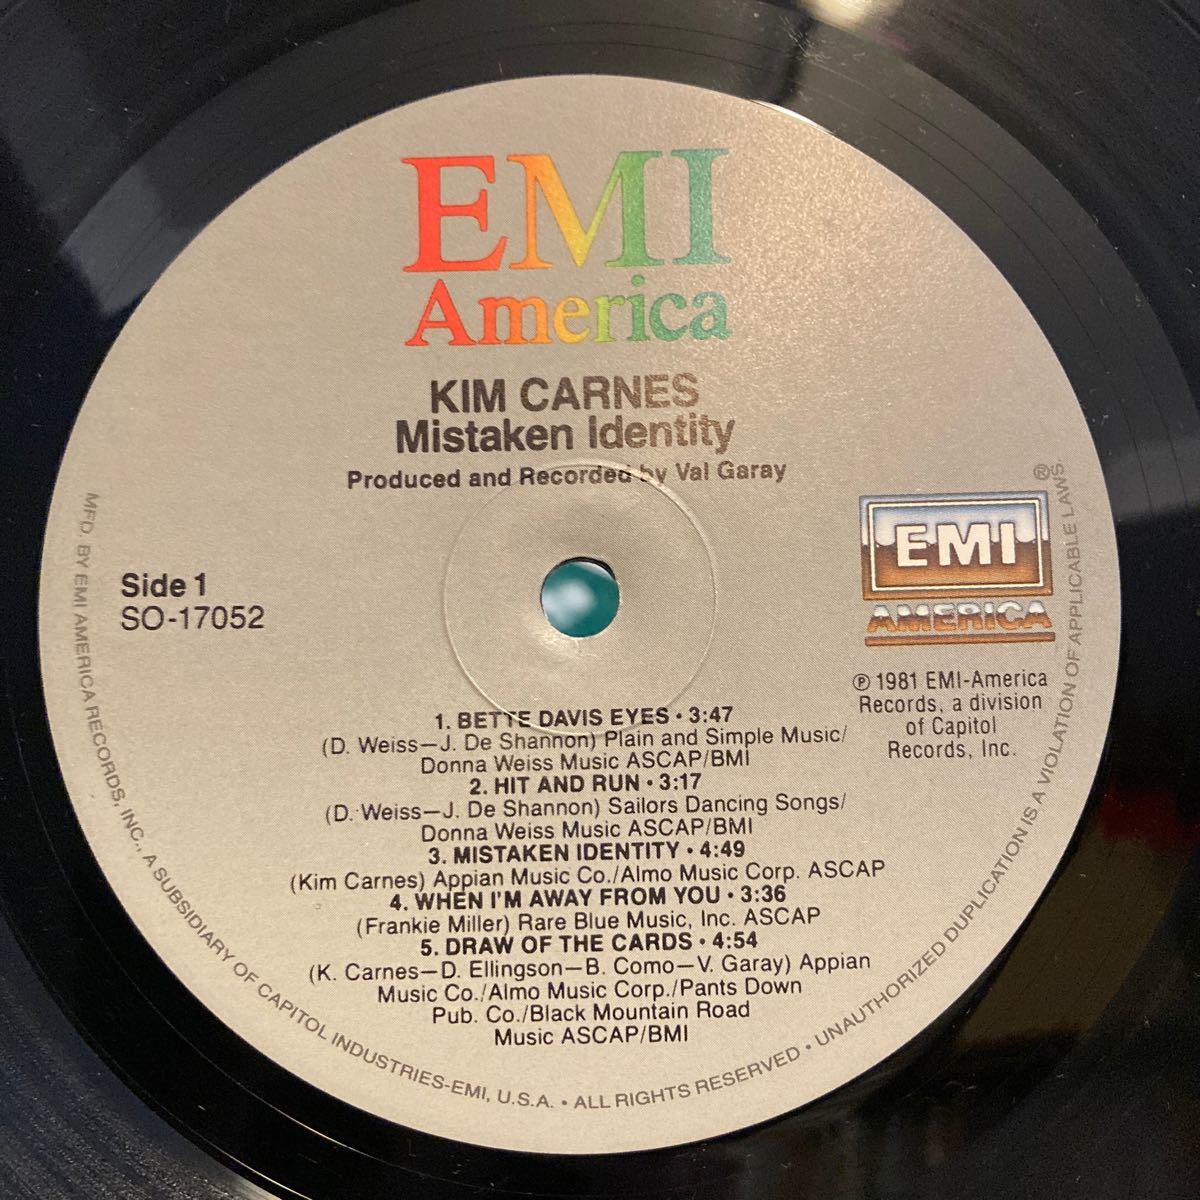 EMI
America
KIM CARNES
Mistaken Identity
Produced and Recorded by Val Garay
Side 1
SO-17052
®
EMI
AMERICA
℗ 1981 EMI-America
Records, a division
of Capitol
Records, Inc.
1. BETTE DAVIS EYES • 3:47
(D. Weiss—J. De Shannon) Plain and Simple Music/
Donna Weiss Music ASCAP/BMI
2. HIT AND RUN • 3:17
(D. Weiss—J. De Shannon) Sailors Dancing Songs/
Donna Weiss Music ASCAP/BMI
3. MISTAKEN IDENTITY • 4:49
(Kim Carnes) Appian Music Co./Almo Music Corp. ASCAP
4. WHEN I'M AWAY FROM YOU • 3:36
(Frankie Miller) Rare Blue Music, Inc. ASCAP
5. DRAW OF THE CARDS • 4:54
(K. Carnes—D. Ellingson—B. Como—V. Garay) Appian
Music Co./Almo Music Corp./Pants Down
Pub. Co./Black Mountain Road
Music ASCAP/BMI
MFD. BY EMI AMERICA RECORDS, INC., A SUBSIDIARY OF CAPITOL INDUSTRIES-EMI, U.S.A. • ALL RIGHTS RESERVED • UNAUTHORIZED DUPLICATION IS A VIOLATION OF APPLICABLE LAWS.